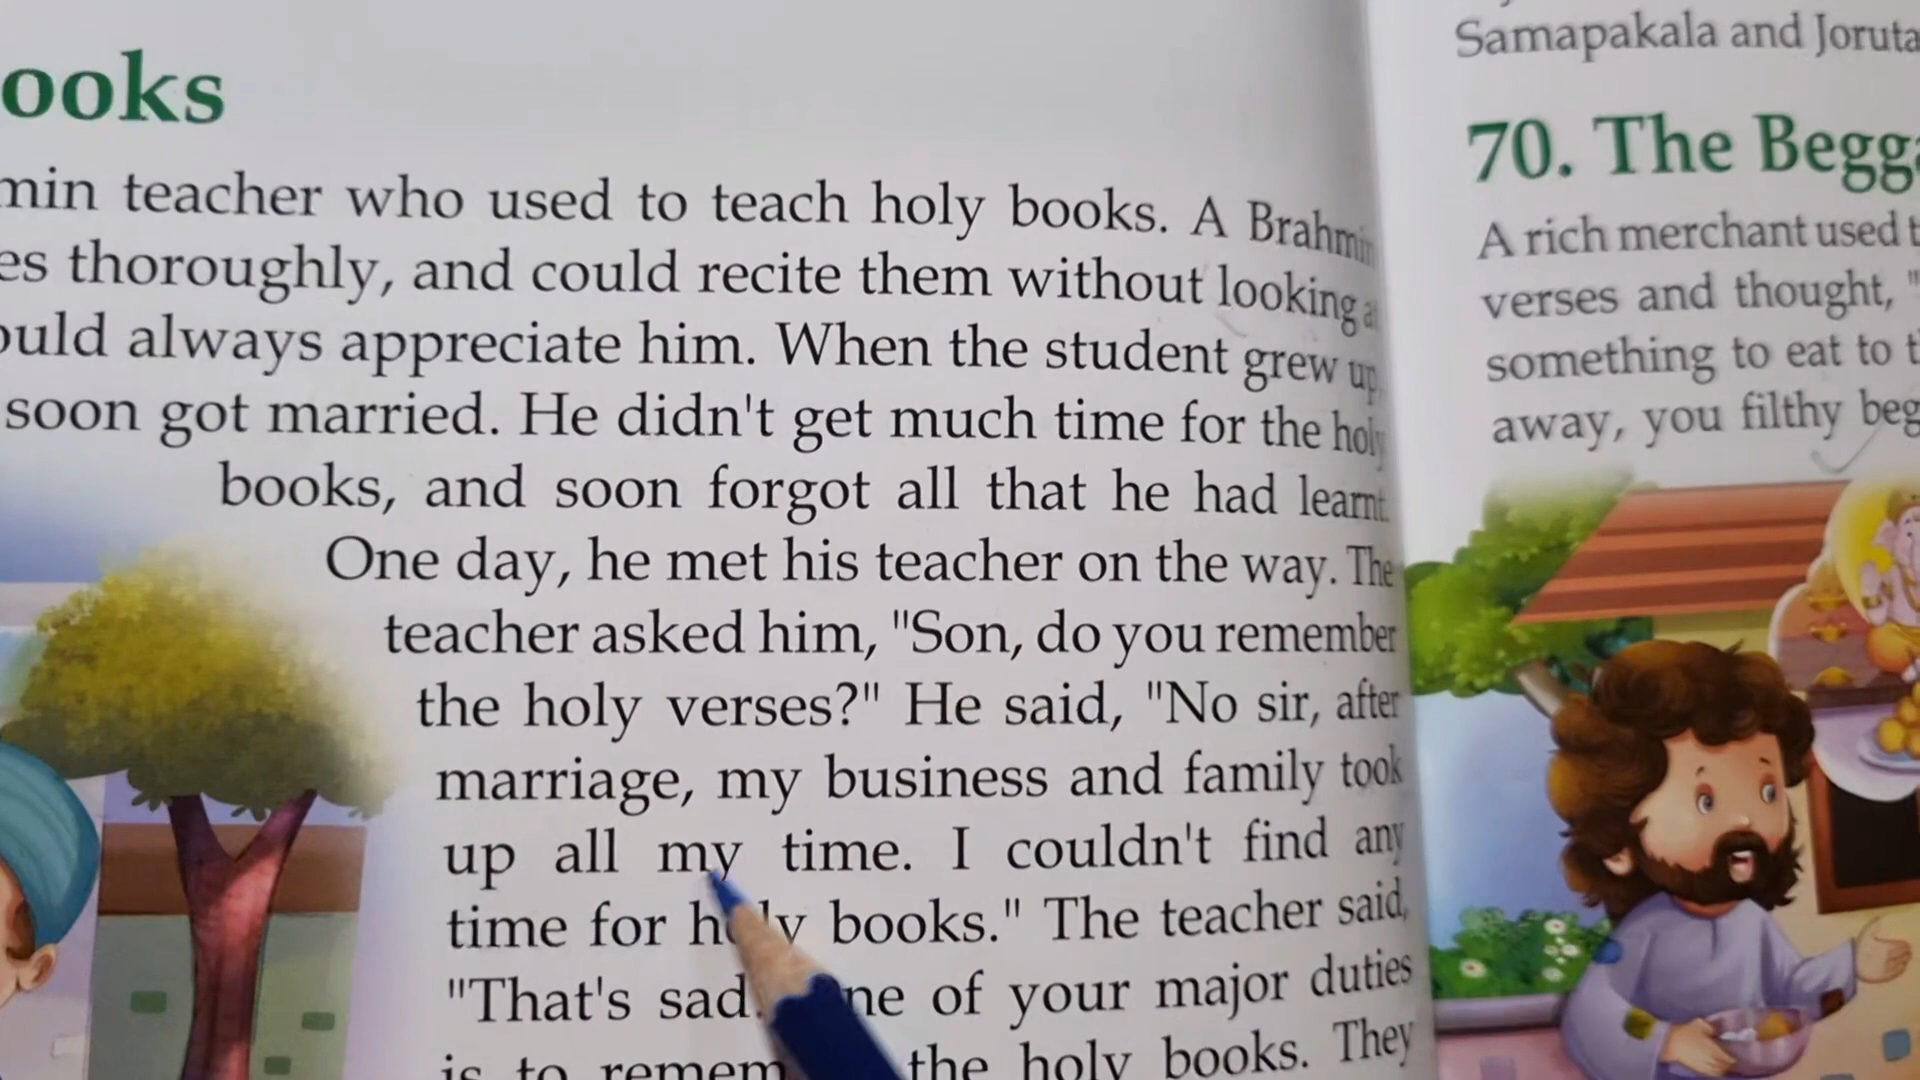 ooks
min teacher who used to teach holy books. A Brahmin
es thoroughly, and could recite them without looking
ould always appreciate him. When the student grew up,
soon got married. He didn't get much time for the holy
books, and soon forgot all that he had learnt.
One day, he met his teacher on the way. The
teacher asked him, "Son, do you remember
the holy verses?" He said, "No sir, after
marriage, my business and family took
up all my time. I couldn't find any
time for holy books." The teacher said,
"That's sad. of your major duties
is to the holy books. They
Samapakala and Joruta
70. The Begga
A rich merchant used t
verses and thought, "
something to eat to t
away, you filthy beg